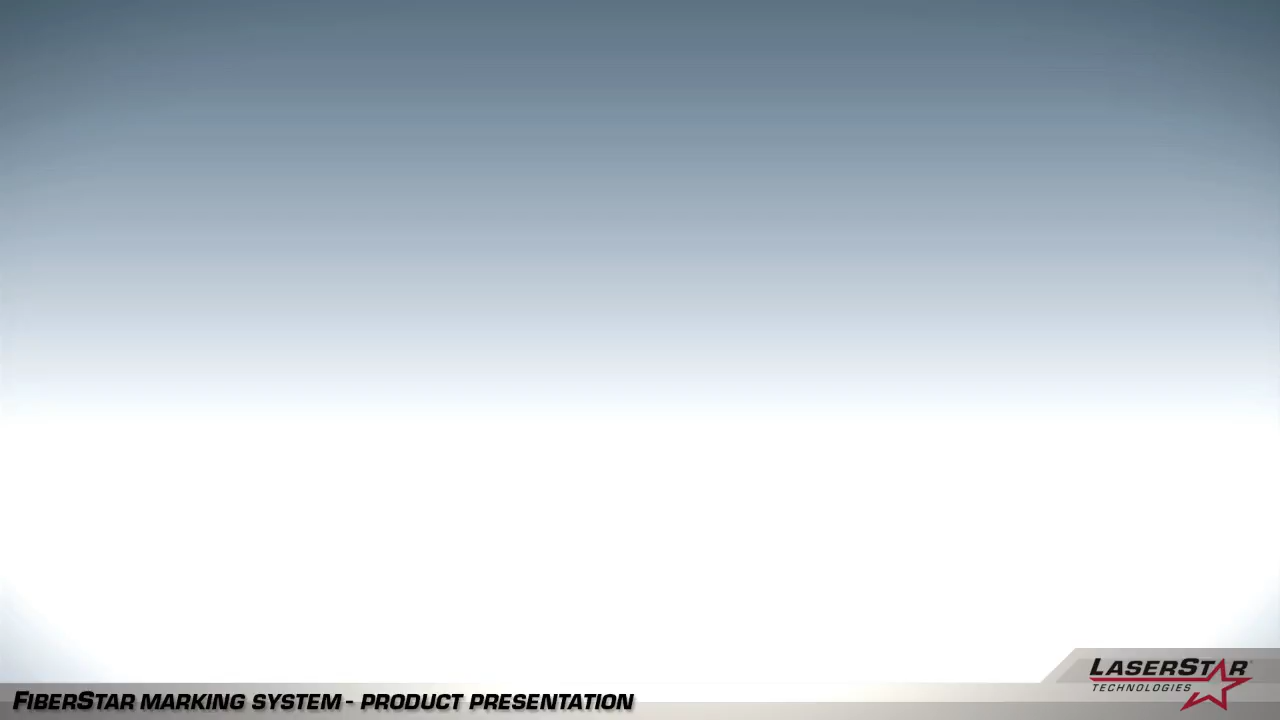 LASERSTAR
TECHNOLOGIES
FIBERSTAR MARKING SYSTEM - PRODUCT PRESENTATION